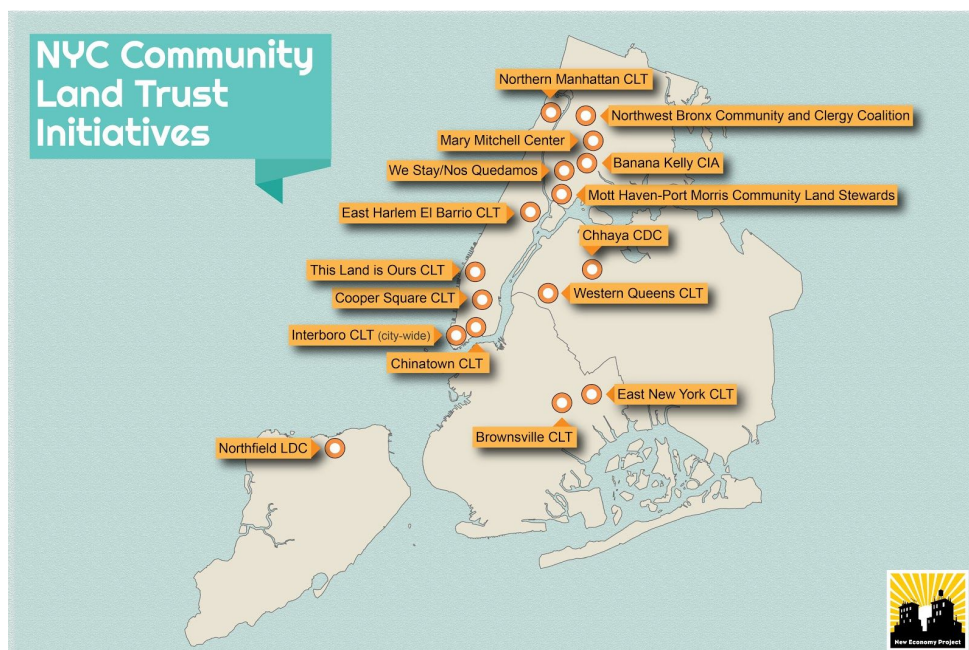 NYC Community
Land Trust
Initiatives
Northern Manhattan CLT
Northwest Bronx Community and Clergy Coalition
Mary Mitchell Center
Banana Kelly CIA
We Stay/Nos Quedamos
Mott Haven-Port Morris Community Land Stewards
East Harlem El Barrio CLT
Chhaya CDC
This Land is Ours CLT
Western Queens CLT
Cooper Square CLT
Interboro CLT (city-wide)
Chinatown CLT
East New York CLT
Brownsville CLT
Northfield LDC
New Economy Project